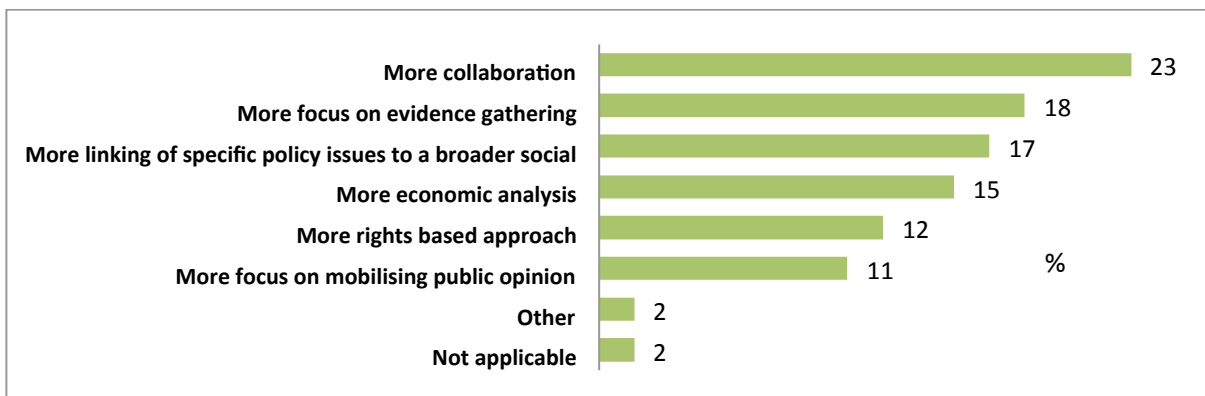 More collaboration 23
More focus on evidence gathering 18
More linking of specific policy issues to a broader social 17
More economic analysis 15
More rights based approach 12
More focus on mobilising public opinion 11 %
Other 2
Not applicable 2